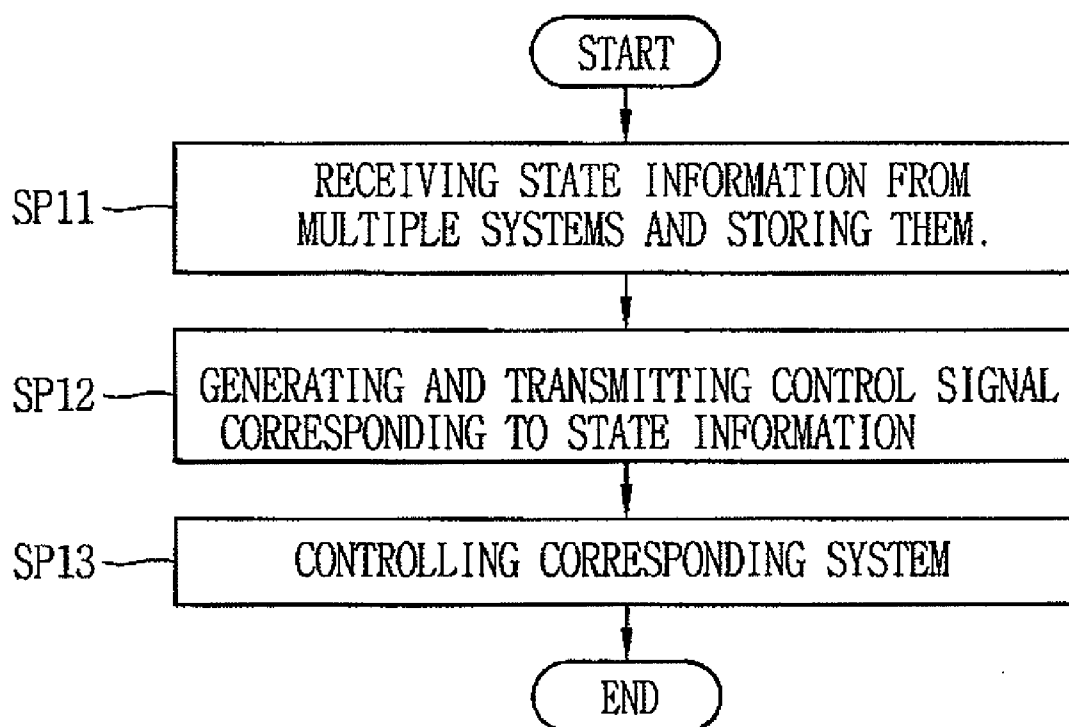 START
SP11
RECEIVING STATE INFORMATION FROM
MULTIPLE SYSTEMS AND STORING THEM.
SP12
GENERATING AND TRANSMITTING CONTROL SIGNAL
CORRESPONDING TO STATE INFORMATION
SP13
CONTROLLING CORRESPONDING SYSTEM
END